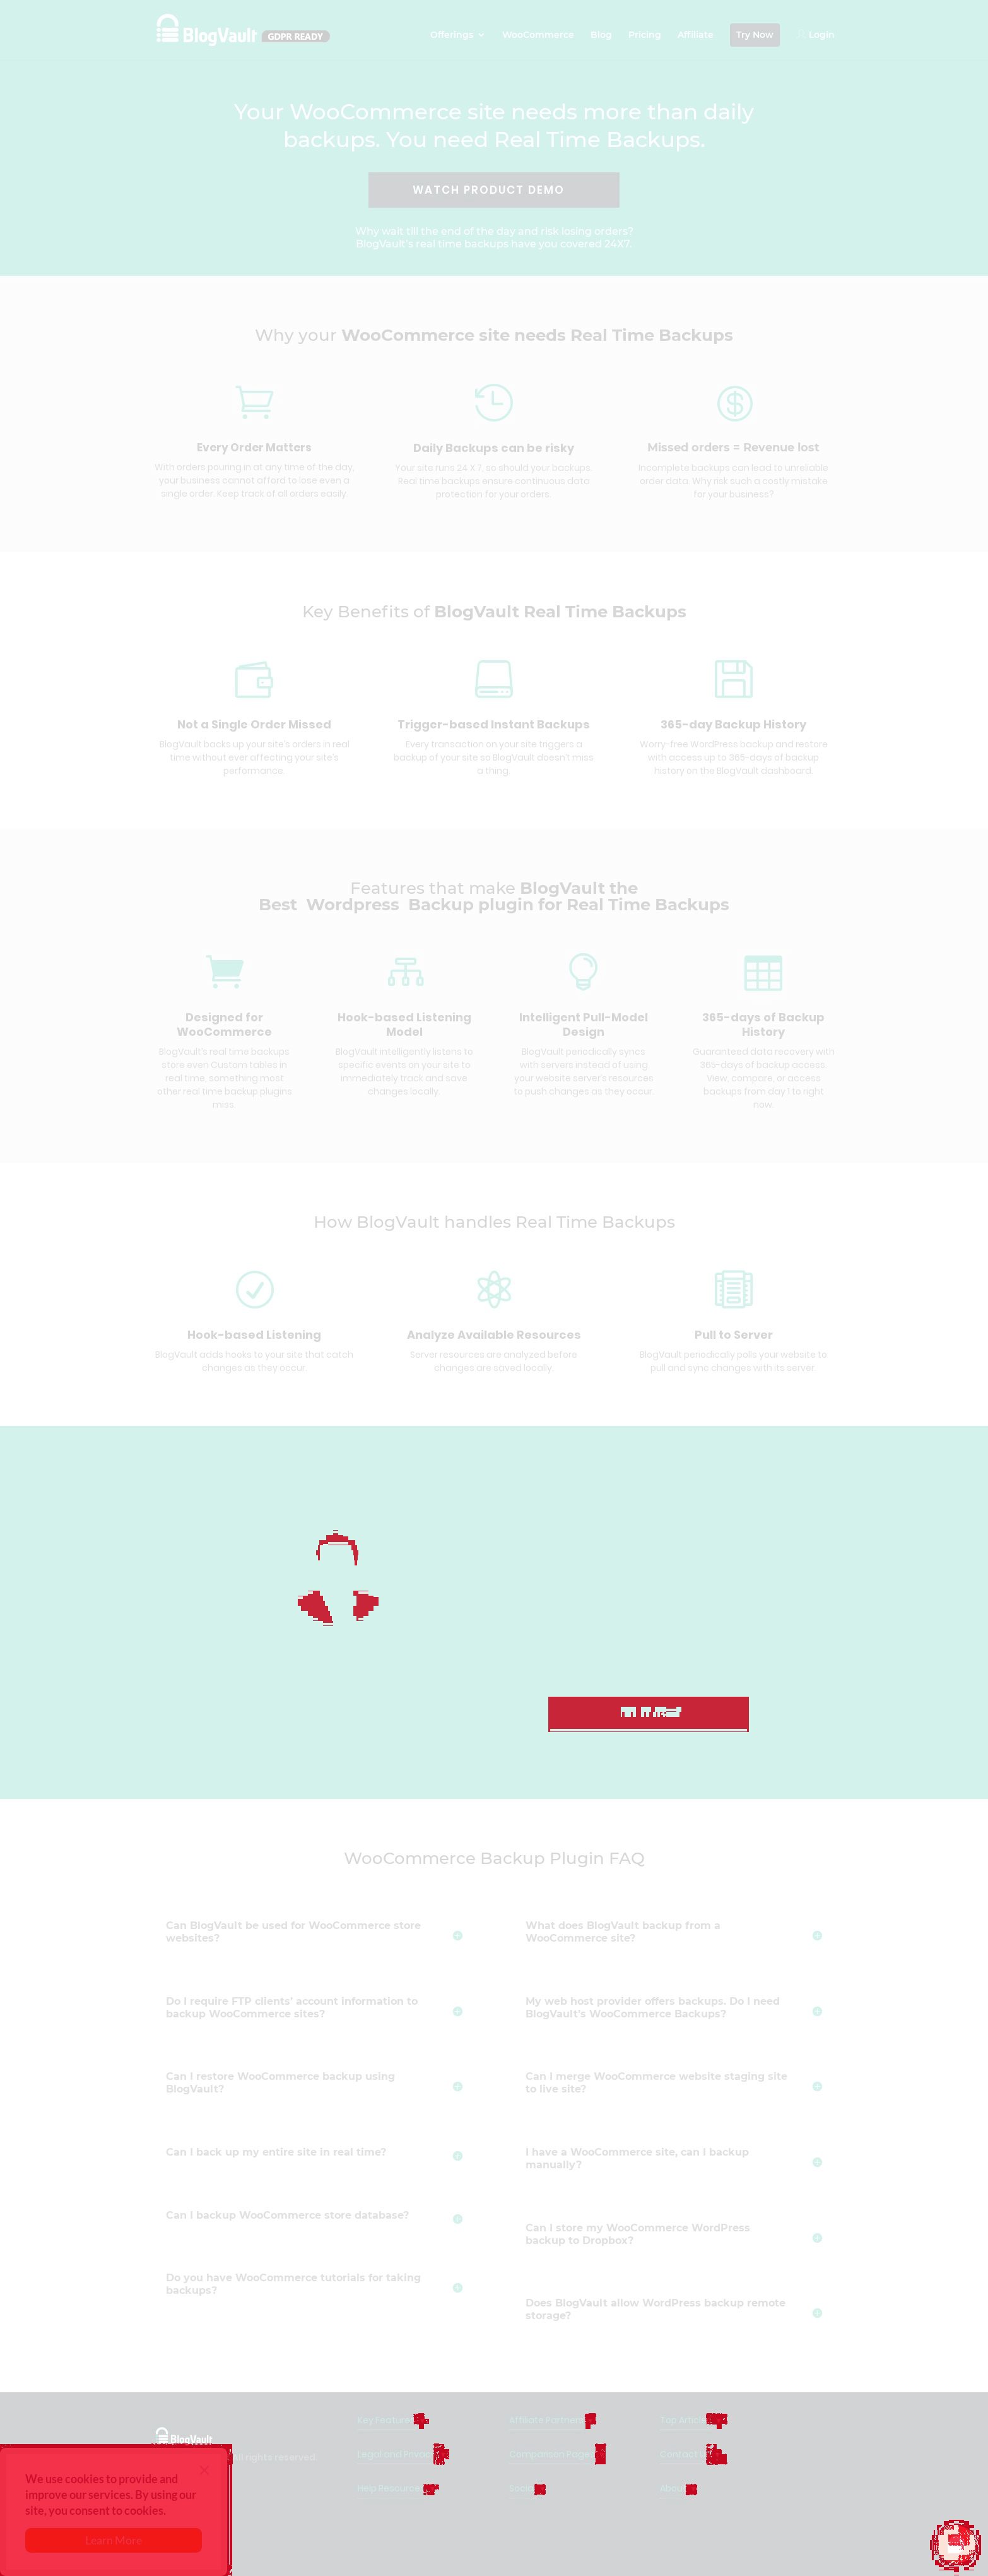 BlogVault GDPR READY
Offerings WooCommerce Blog Pricing Affiliate Try Now Login
Your WooCommerce site needs more than daily
backups. You need Real Time Backups.
WATCH PRODUCT DEMO
Why wait till the end of the day and risk losing orders?
BlogVault's real time backups have you covered 24X7.
Why your WooCommerce site needs Real Time Backups
Every Order Matters
With orders pouring in at any time of the day,
your business cannot afford to lose even a
single order. Keep track of all orders easily.
Daily Backups can be risky
Your site runs 24 X 7, so should your backups.
Real time backups ensure continuous data
protection for your orders.
Missed orders = Revenue lost
Incomplete backups can lead to unreliable
order data. Why risk such a costly mistake
for your business?
Key Benefits of BlogVault Real Time Backups
Not a Single Order Missed
BlogVault backs up your site's orders in real
time without ever affecting your site's
performance.
Trigger-based Instant Backups
Every transaction on your site triggers a
backup of your site so BlogVault doesn't miss
a thing.
365-day Backup History
Worry-free WordPress backup and restore
with access up to 365-days of backup
history on the BlogVault dashboard.
Features that make BlogVault the
Best Wordpress Backup plugin for Real Time Backups
Designed for
WooCommerce
BlogVault's real time backups
store even Custom tables in
real time, something most
other real time backup plugins
miss.
Hook-based Listening
Model
BlogVault intelligently listens to
specific events on your site to
immediately track and save
changes locally.
Intelligent Pull-Model
Design
BlogVault periodically syncs
with servers instead of using
your website server's resources
to push changes as they occur.
365-days of Backup
History
Guaranteed data recovery with
365-days of backup access.
View, compare, or access
backups from day 1 to right
now.
How BlogVault handles Real Time Backups
Hook-based Listening
BlogVault adds hooks to your site that catch
changes as they occur.
Analyze Available Resources
Server resources are analyzed before
changes are saved locally.
Pull to Server
BlogVault periodically polls your website to
pull and sync changes with its server.
WooCommerce Backup Plugin FAQ
Can BlogVault be used for WooCommerce store
websites?
Do I require FTP clients' account information to
backup WooCommerce sites?
Can I restore WooCommerce backup using
BlogVault?
Can I back up my entire site in real time?
Can I backup WooCommerce store database?
Do you have WooCommerce tutorials for taking
backups?
What does BlogVault backup from a
WooCommerce site?
My web host provider offers backups. Do I need
BlogVault's WooCommerce Backups?
Can I merge WooCommerce website staging site
to live site?
I have a WooCommerce site, can I backup
manually?
Can I store my WooCommerce WordPress
backup to Dropbox?
Does BlogVault allow WordPress backup remote
storage?
BlogVault
All rights reserved.
We use cookies to provide and
improve our services. By using our
site, you consent to cookies.
Learn More